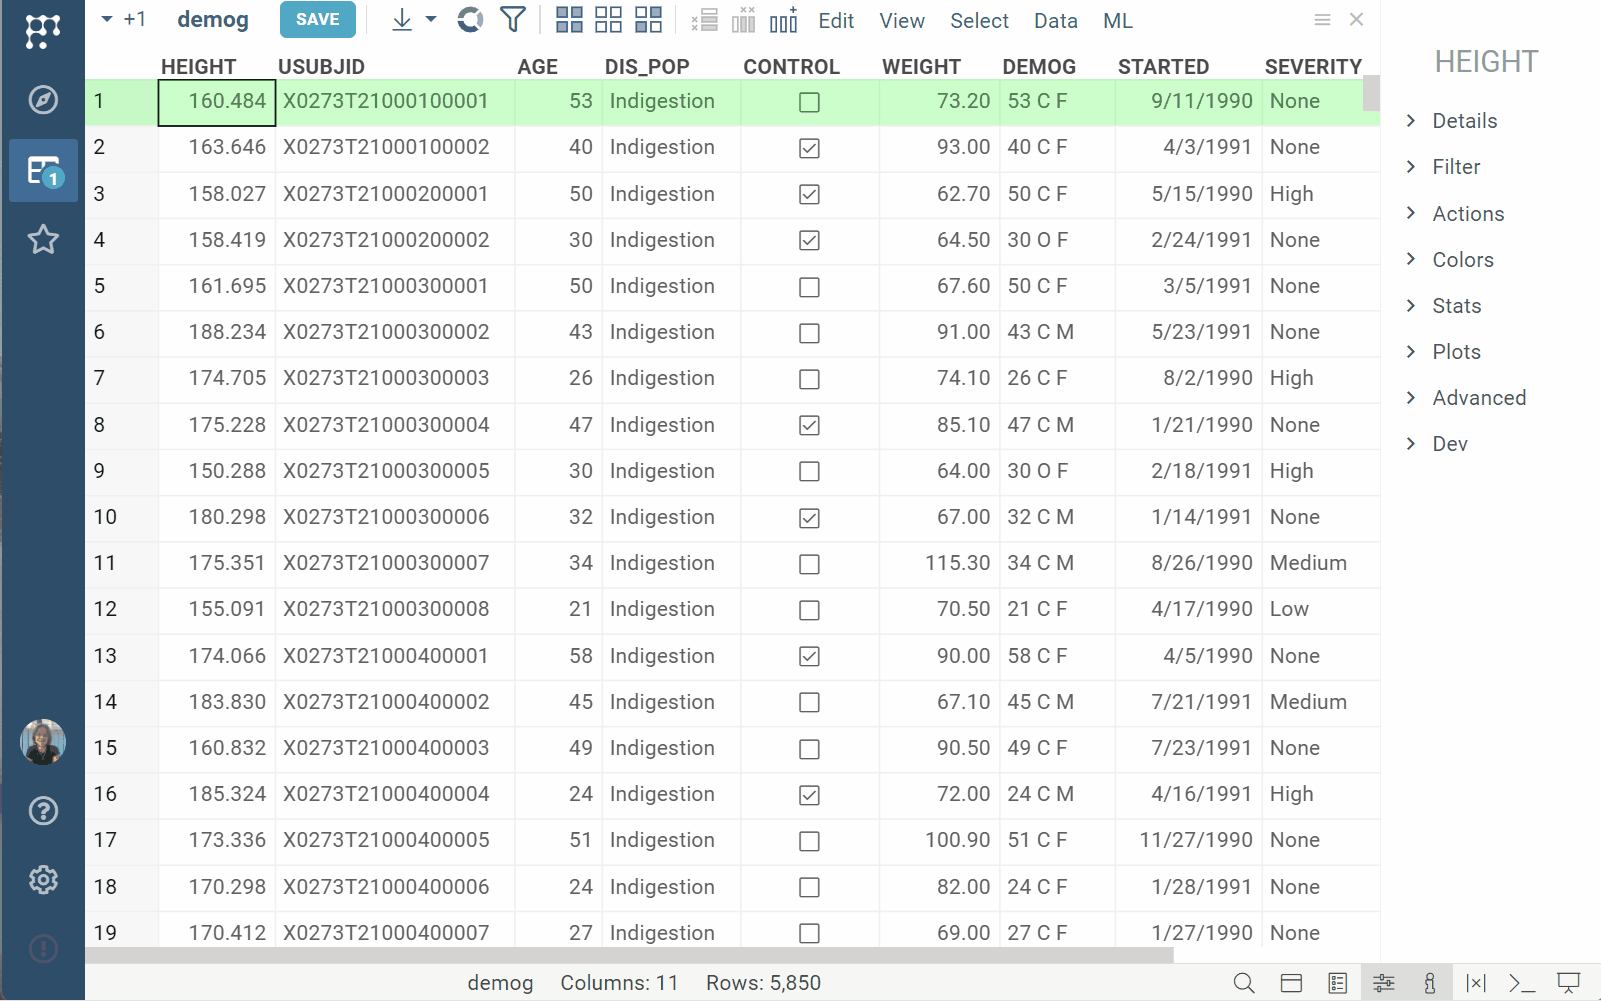 +1 demog SAVE Edit View Select Data ML
HEIGHT USUBJID AGE DIS_POP CONTROL WEIGHT DEMOG STARTED SEVERITY
1 160.484 X0273T21000100001 53 Indigestion 73.20 53 C F 9/11/1990 None
2 163.646 X0273T21000100002 40 Indigestion 93.00 40 C F 4/3/1991 None
3 158.027 X0273T21000200001 50 Indigestion 62.70 50 C F 5/15/1990 High
4 158.419 X0273T21000200002 30 Indigestion 64.50 30 O F 2/24/1991 None
5 161.695 X0273T21000300001 50 Indigestion 67.60 50 C F 3/5/1991 None
6 188.234 X0273T21000300002 43 Indigestion 91.00 43 C M 5/23/1991 None
7 174.705 X0273T21000300003 26 Indigestion 74.10 26 C F 8/2/1990 High
8 175.228 X0273T21000300004 47 Indigestion 85.10 47 C M 1/21/1990 None
9 150.288 X0273T21000300005 30 Indigestion 64.00 30 O F 2/18/1991 High
10 180.298 X0273T21000300006 32 Indigestion 67.00 32 C M 1/14/1991 None
11 175.351 X0273T21000300007 34 Indigestion 115.30 34 C M 8/26/1990 Medium
12 155.091 X0273T21000300008 21 Indigestion 70.50 21 C F 4/17/1990 Low
13 174.066 X0273T21000400001 58 Indigestion 90.00 58 C F 4/5/1990 None
14 183.830 X0273T21000400002 45 Indigestion 67.10 45 C M 7/21/1991 Medium
15 160.832 X0273T21000400003 49 Indigestion 90.50 49 C F 7/23/1991 None
16 185.324 X0273T21000400004 24 Indigestion 72.00 24 C M 4/16/1991 High
17 173.336 X0273T21000400005 51 Indigestion 100.90 51 C F 11/27/1990 None
18 170.298 X0273T21000400006 24 Indigestion 82.00 24 C F 1/28/1991 None
19 170.412 X0273T21000400007 27 Indigestion 69.00 27 C F 1/27/1990 None
demog Columns: 11 Rows: 5,850
1
HEIGHT
Details
Filter
Actions
Colors
Stats
Plots
Advanced
Dev